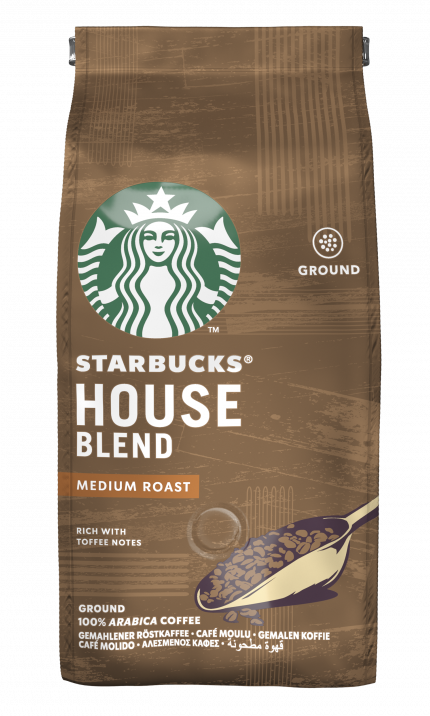 GROUND
™
STARBUCKS®
HOUSE
BLEND
MEDIUM ROAST
RICH WITH
TOFFEE NOTES
GROUND
100% ARABICA COFFEE
GEMAHLENER RÖSTKAFFEE • CAFÉ MOULU • GEMALEN KOFFIE
CAFÉ MOLIDO • ΑΛΕΣΜΕΝΟΣ ΚΑΦΕΣ • قهوة مطحونة